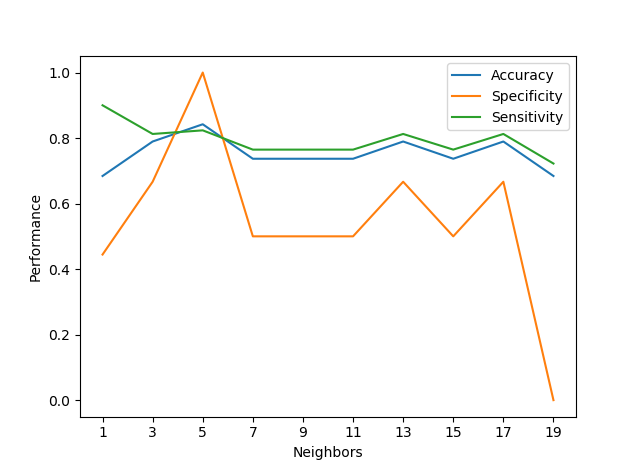 Accuracy
Specificity
Sensitivity
1.0
0.8
0.6
0.4
0.2
0.0
Performance
1 3 5 7 9 11 13 15 17 19
Neighbors